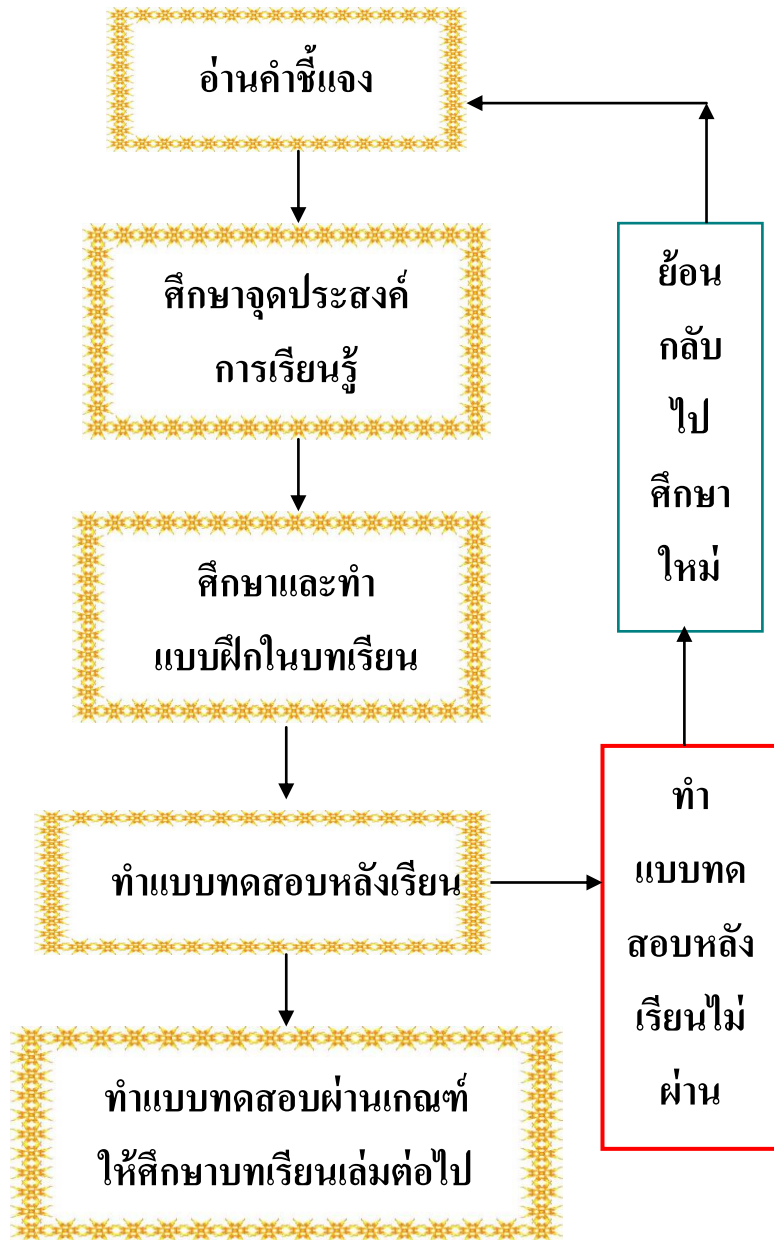 อ่านคำชี้แจง
ศึกษาจุดประสงค์
การเรียนรู้
ศึกษาและทำ
แบบฝึกในบทเรียน
ทำแบบทดสอบหลังเรียน
ทำแบบทดสอบผ่านเกณฑ์
ให้ศึกษาบทเรียนเล่มต่อไป
ทำ
แบบทด
สอบหลัง
เรียนไม่
ผ่าน
ย้อน
กลับ
ไป
ศึกษา
ใหม่